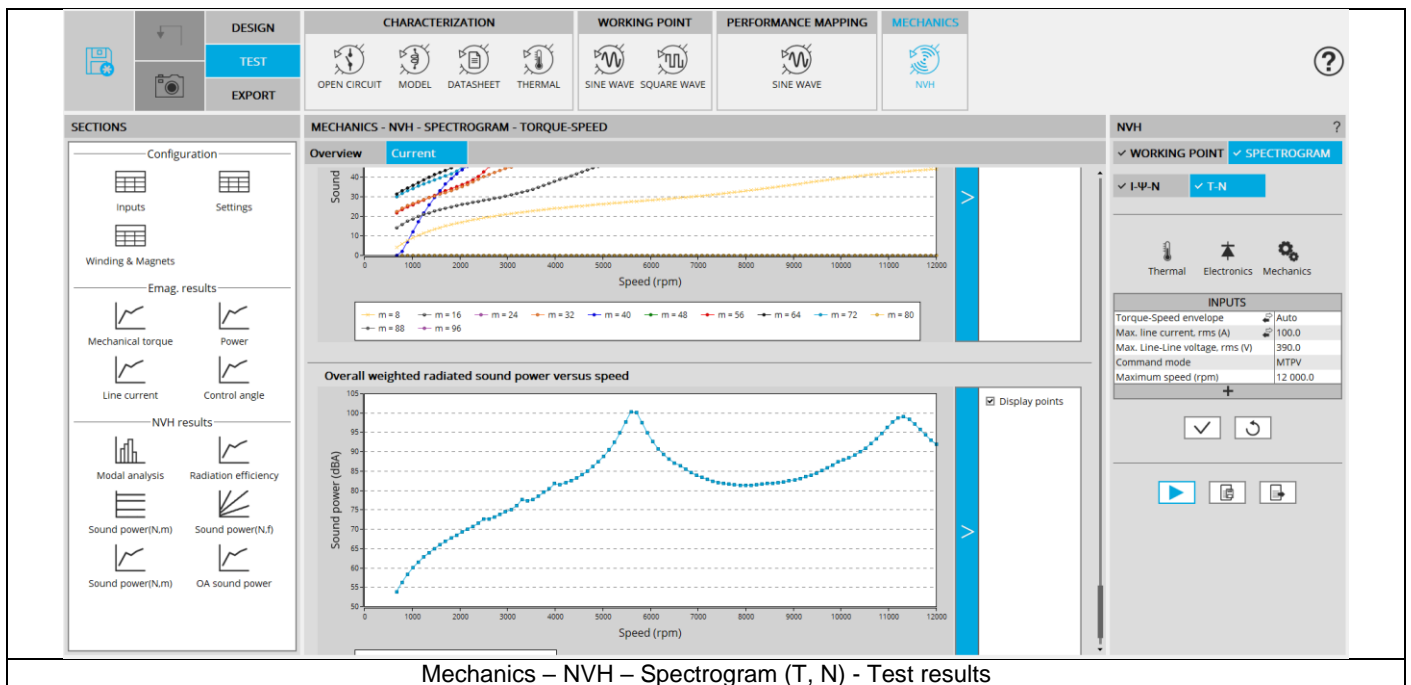 DESIGN
TEST
EXPORT
CHARACTERIZATION
OPEN CIRCUIT MODEL DATASHEET THERMAL
WORKING POINT
SINE WAVE SQUARE WAVE
PERFORMANCE MAPPING
SINE WAVE
MECHANICS
NVH
?
SECTIONS
Configuration
Inputs Settings
Winding & Magnets
Emag. results
Mechanical torque Power
Line current Control angle
NVH results
Modal analysis Radiation efficiency
Sound power(N,m) Sound power(N,f)
Sound power(N,m) OA sound power
MECHANICS - NVH - SPECTROGRAM - TORQUE-SPEED
Overview Current
Sound
40
30
20
10
0
0 1000 2000 3000 4000 5000 6000 7000 8000 9000 10000 11000 12000
Speed (rpm)
m = 8 m = 16 m = 24 m = 32 m = 40 m = 48 m = 56 m = 64 m = 72 m = 80
m = 88 m = 96
>
Overall weighted radiated sound power versus speed
Sound power (dBA)
105
100
95
90
85
80
75
70
65
60
55
50
0 1000 2000 3000 4000 5000 6000 7000 8000 9000 10000 11000 12000
Speed (rpm)
>
Display points
NVH ?
WORKING POINT SPECTROGRAM
I-Ψ-N T-N
Thermal Electronics Mechanics
INPUTS
Torque-Speed envelope Auto
Max. line current, rms (A) 100.0
Max. Line-Line voltage, rms (V) 390.0
Command mode MTPV
Maximum speed (rpm) 12 000.0
+
Mechanics – NVH – Spectrogram (T, N) - Test results